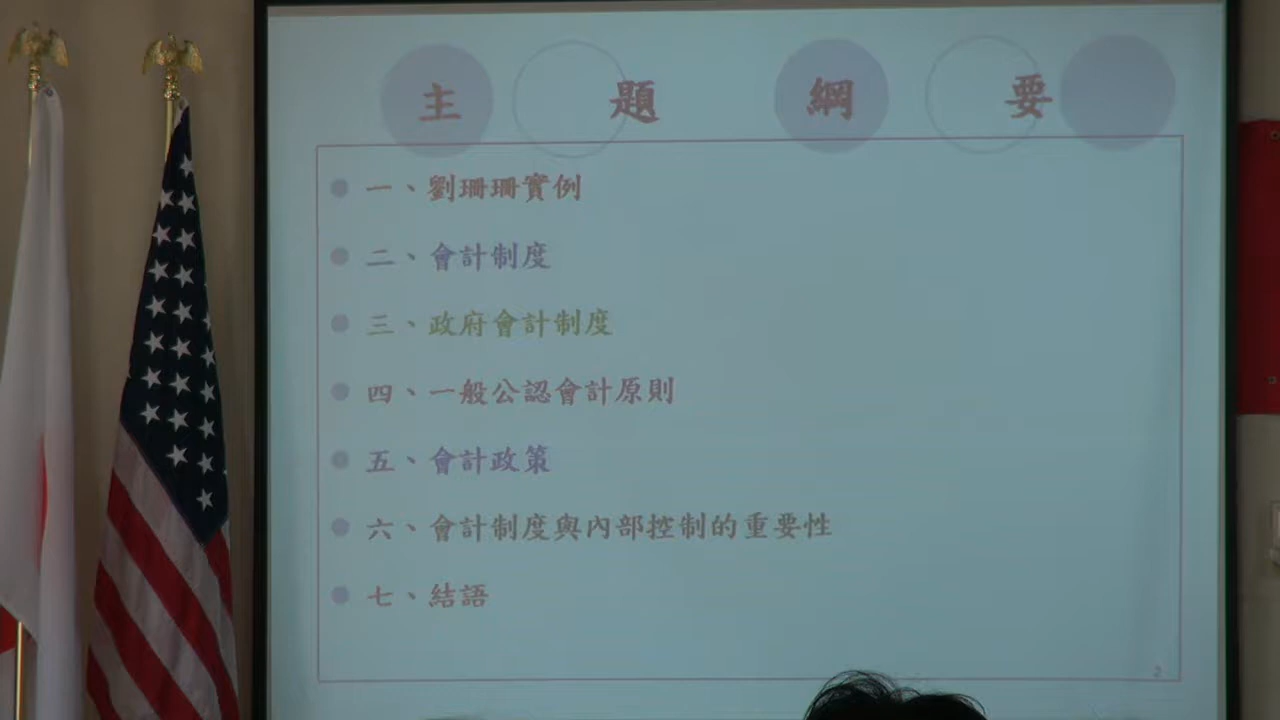 主題綱要
一、劉珊珊實例
二、會計制度
三、政府會計制度
四、一般公認會計原則
五、會計政策
六、會計制度與內部控制的重要性
七、結語
2